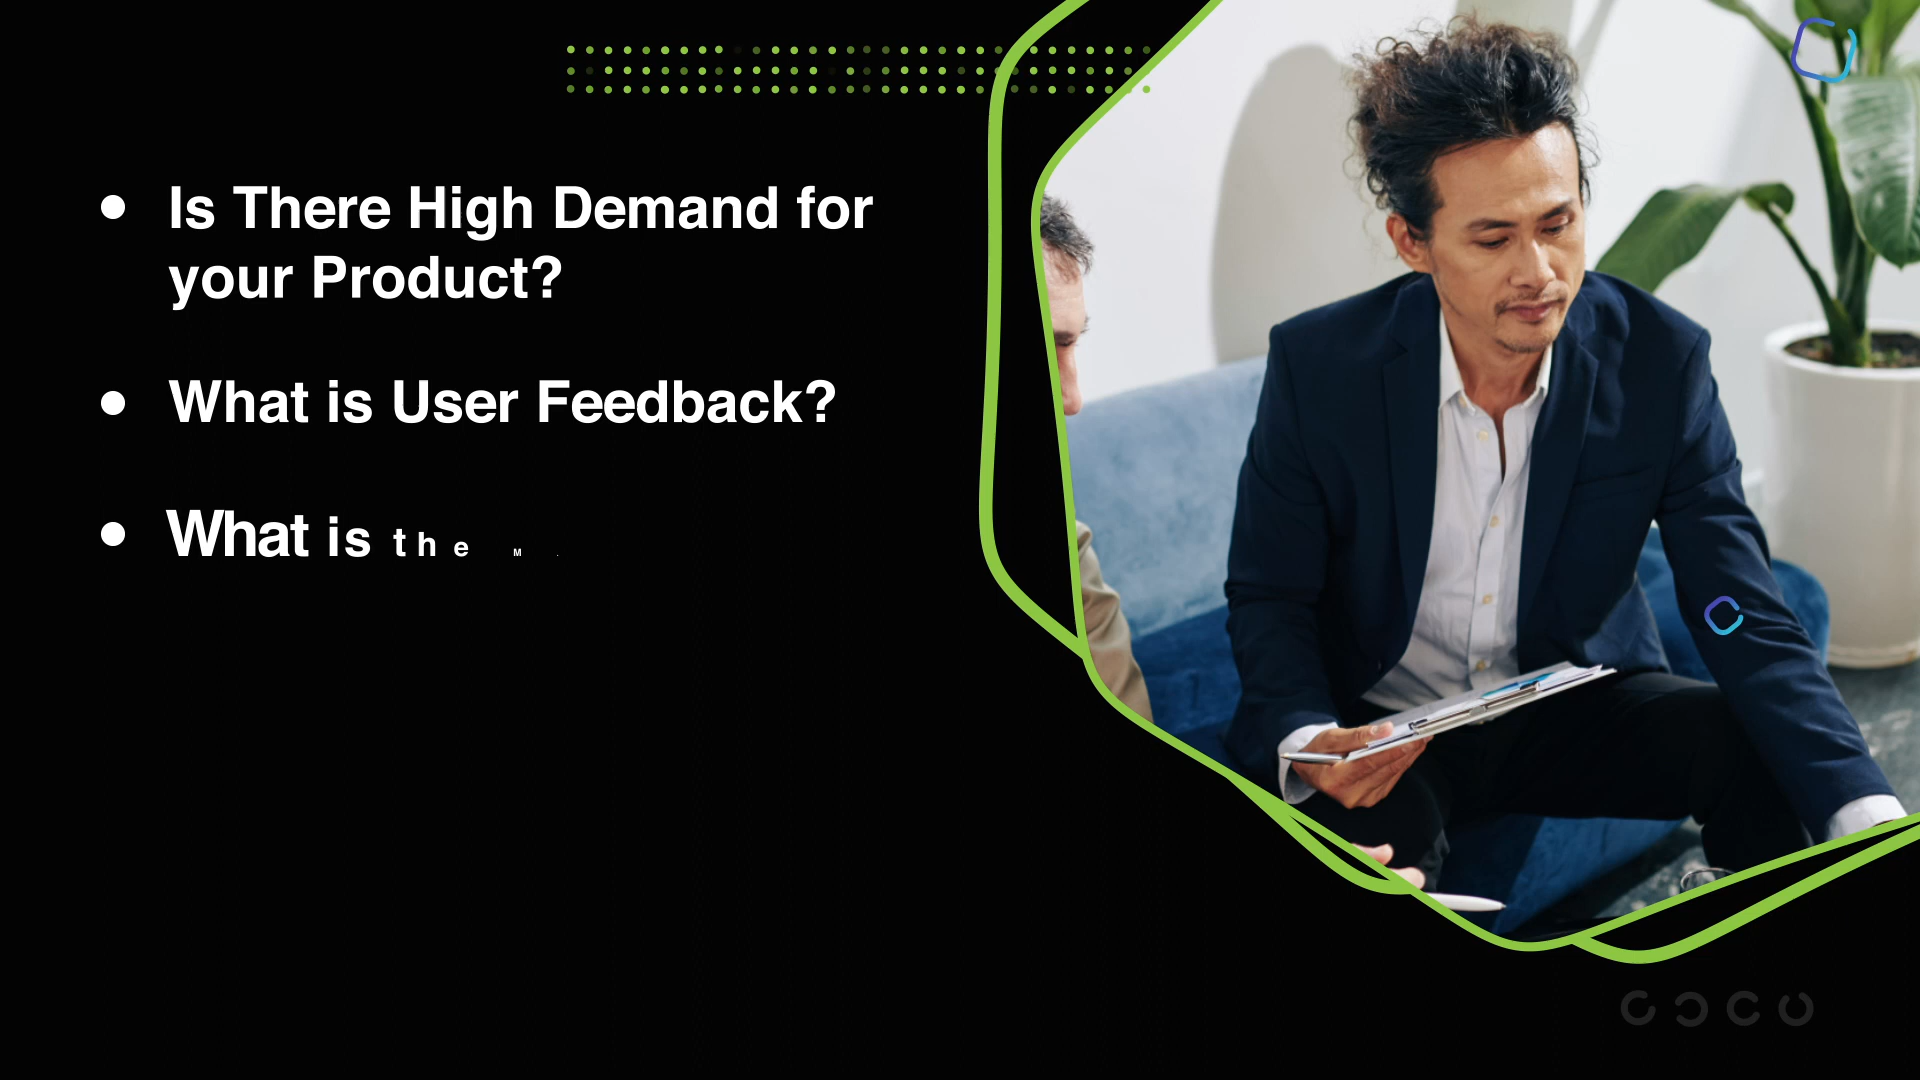 Is There High Demand for
your Product?
What is User Feedback?
What is the M